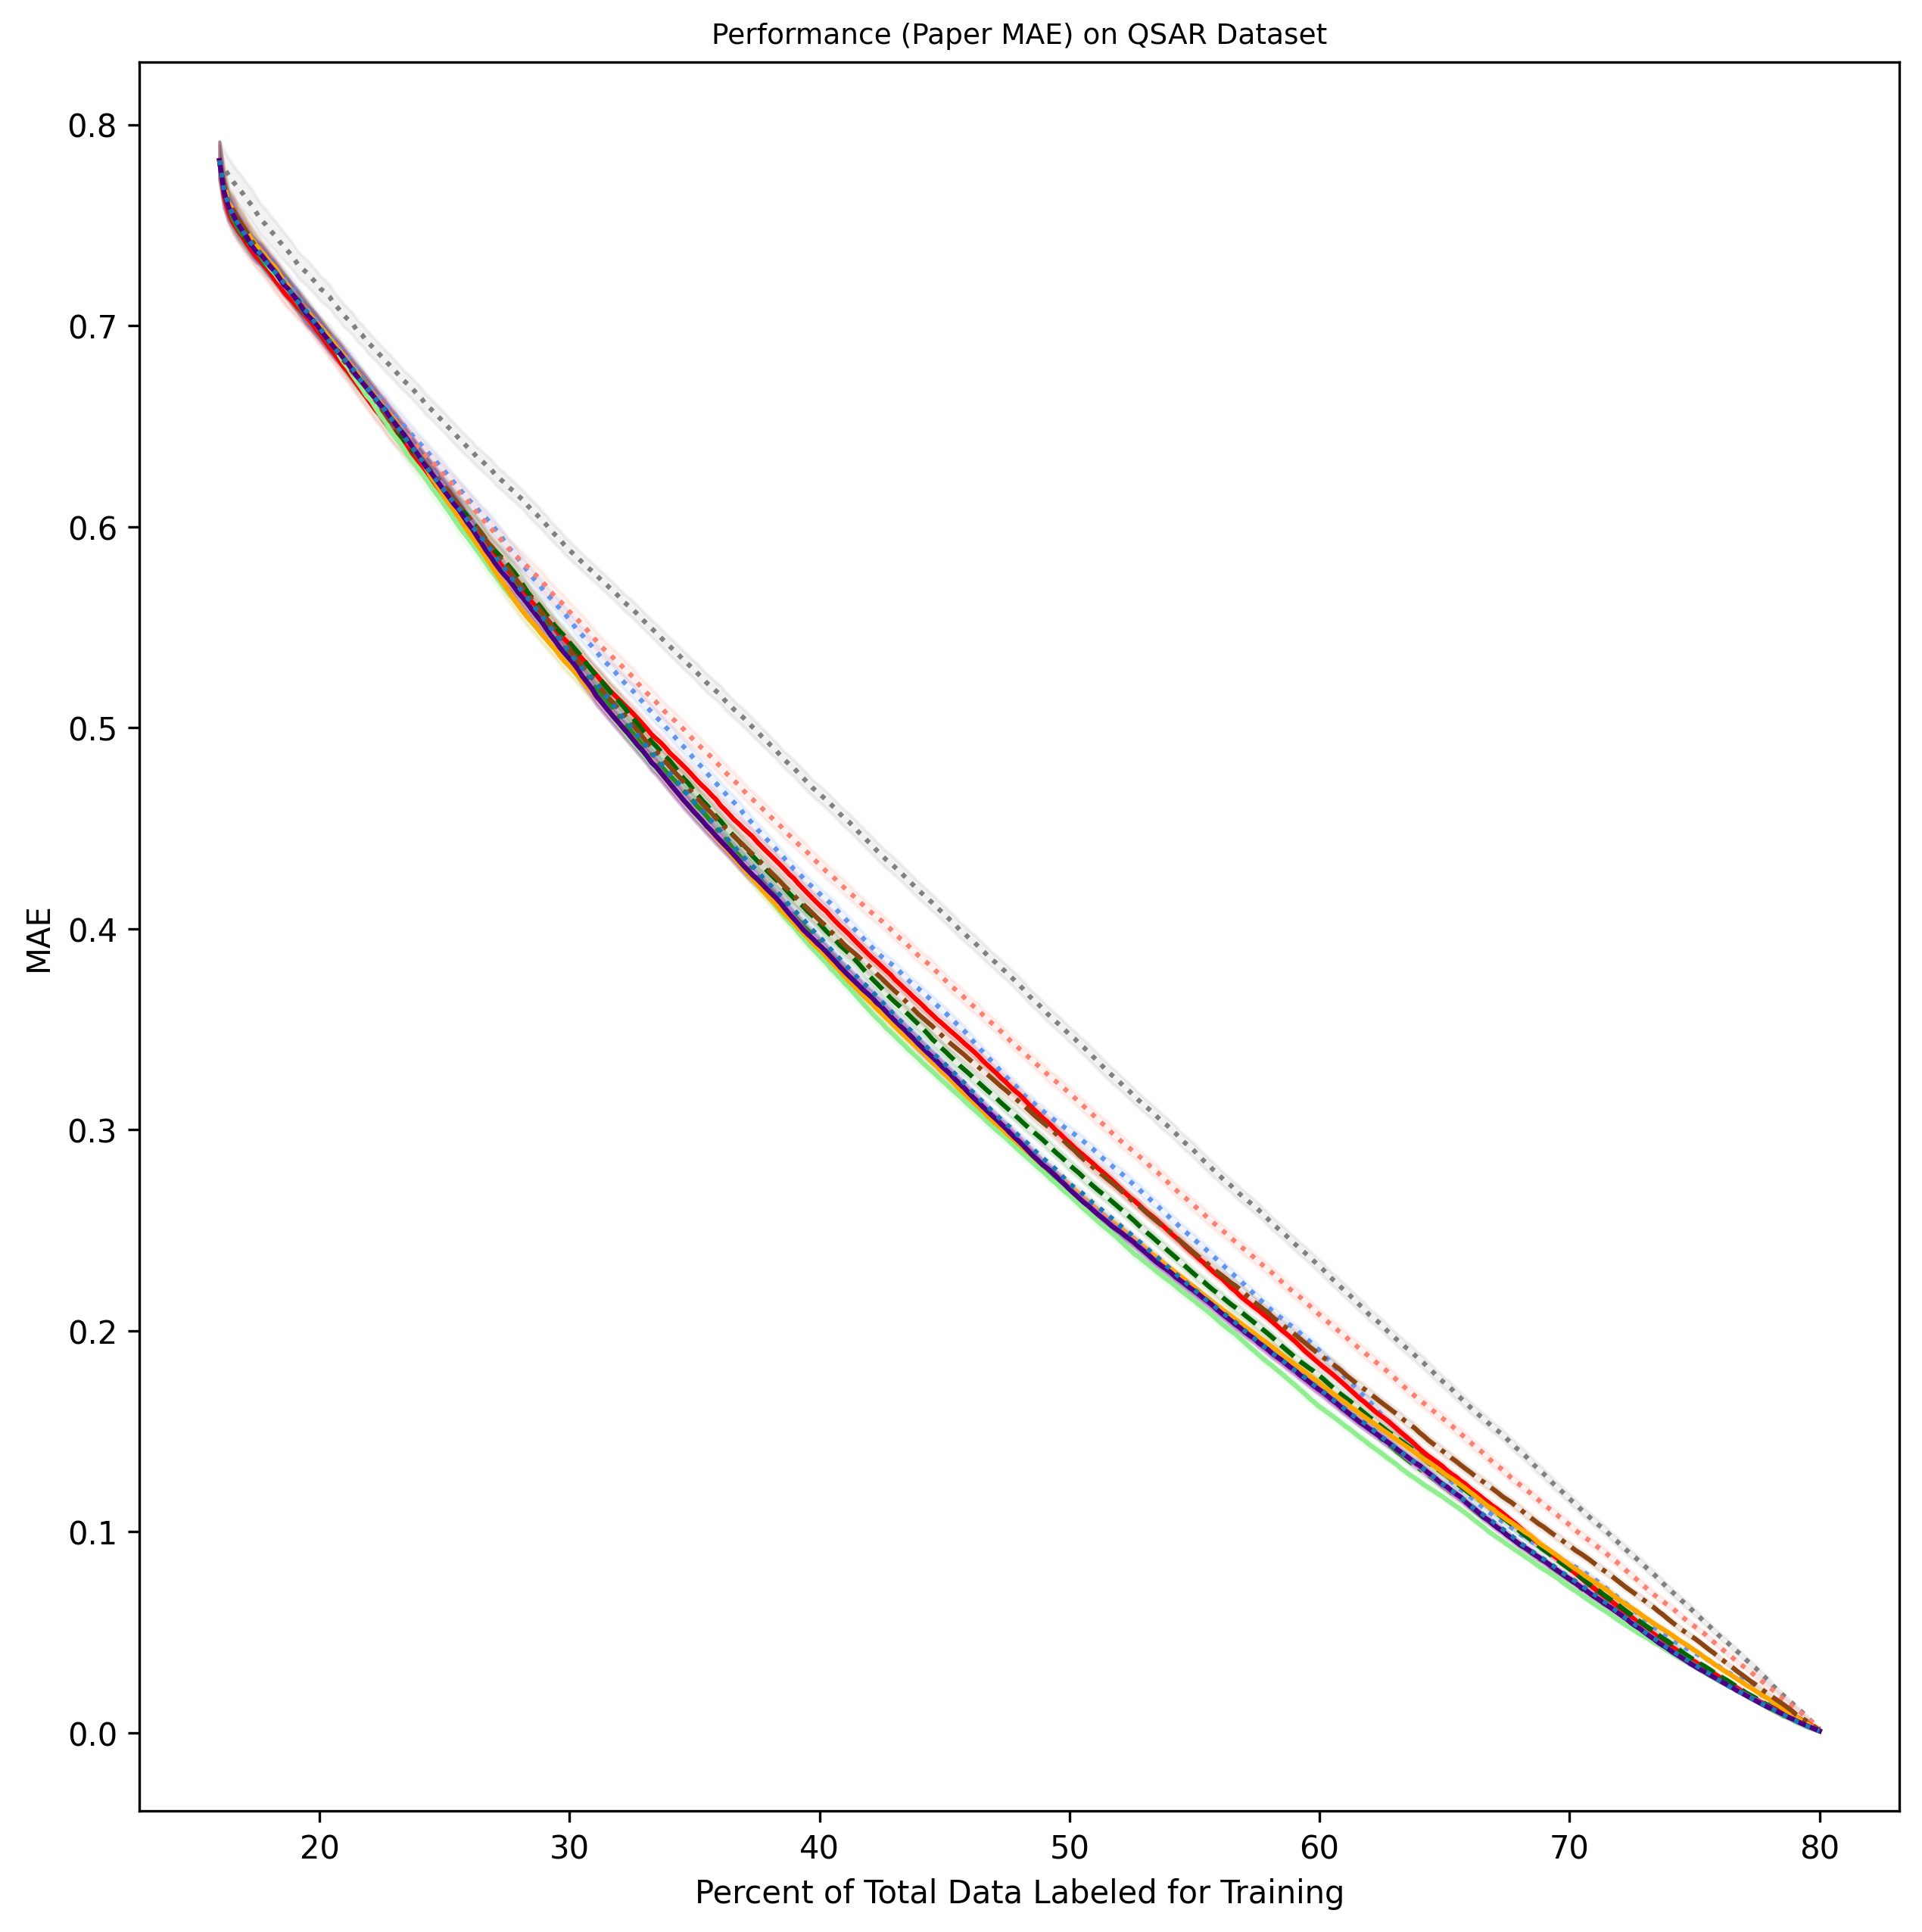 Performance (Paper MAE) on QSAR Dataset
0.8
0.7
0.6
0.5
0.4
0.3
0.2
0.1
0.0
MAE
20 30 40 50 60 70 80
Percent of Total Data Labeled for Training